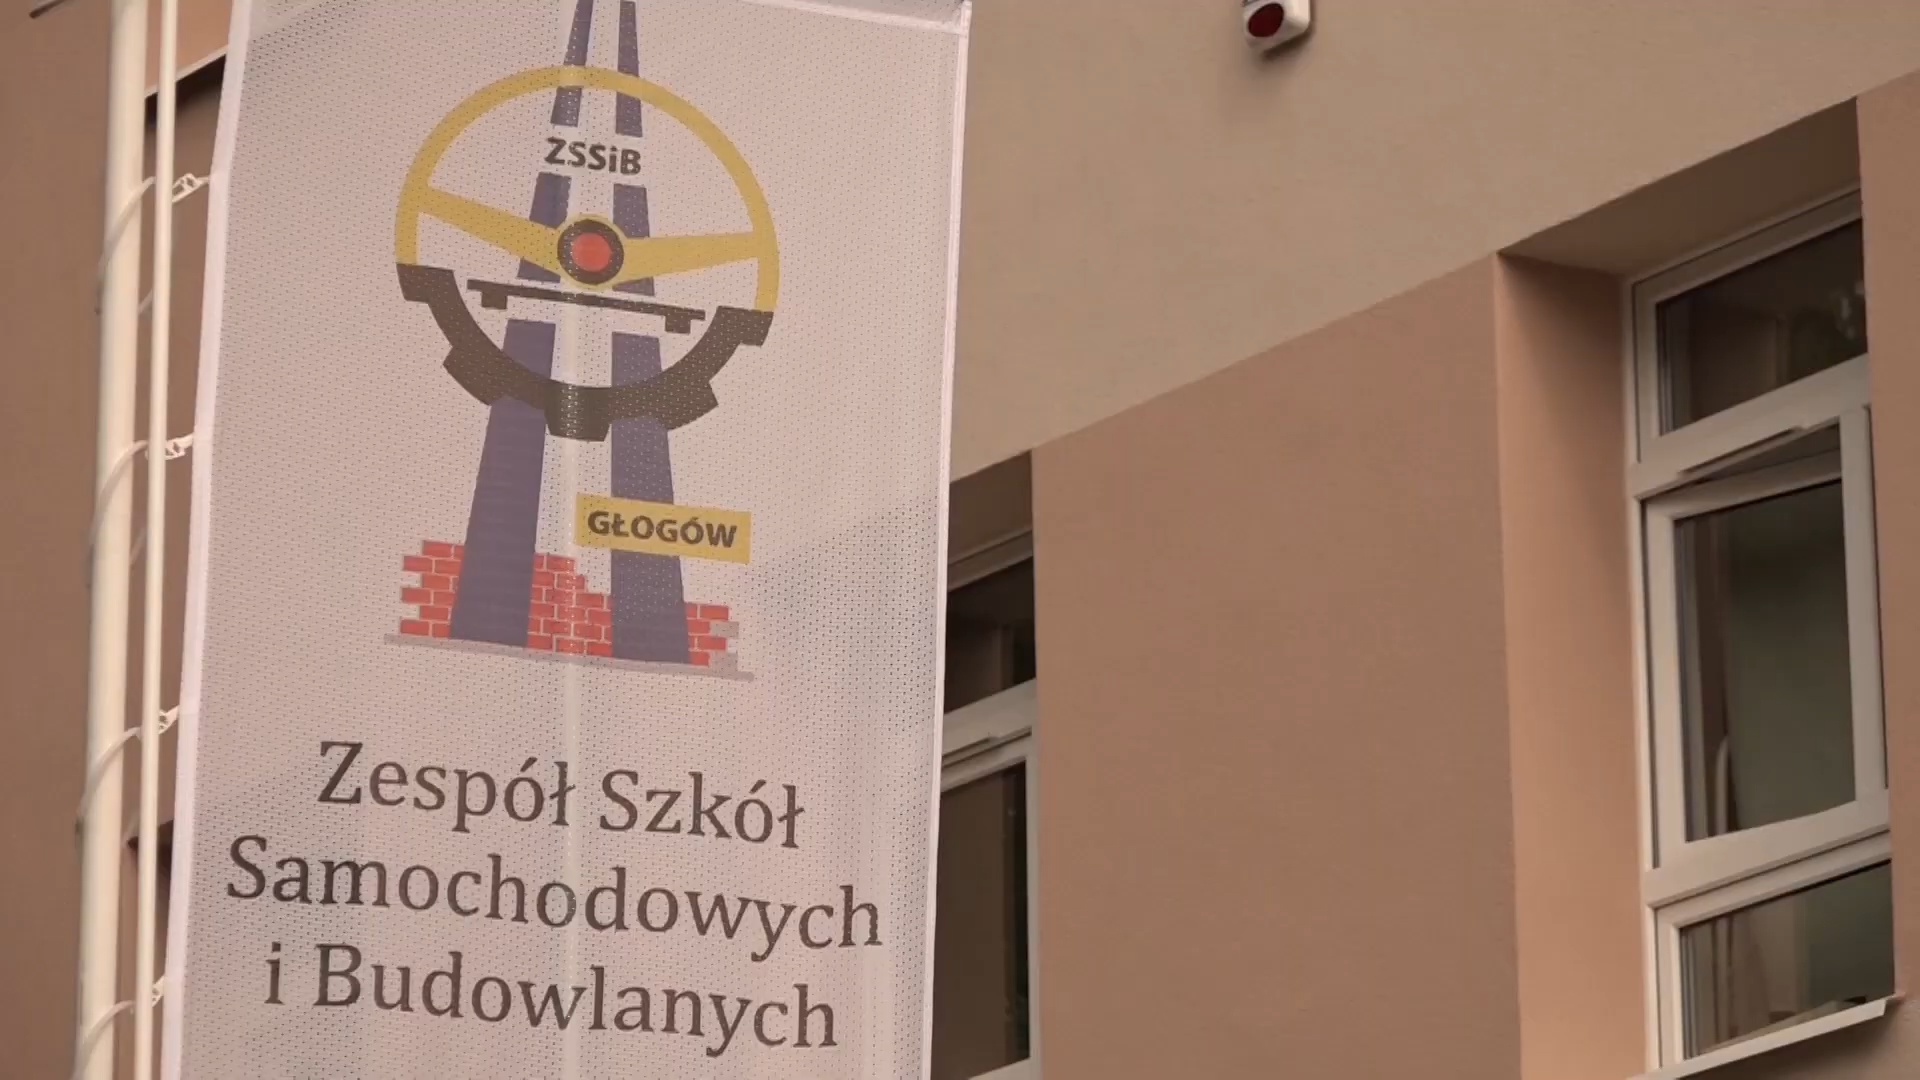 ZSSiB
GŁOGÓW
Zespół Szkół
Samochodowych
i Budowlanych